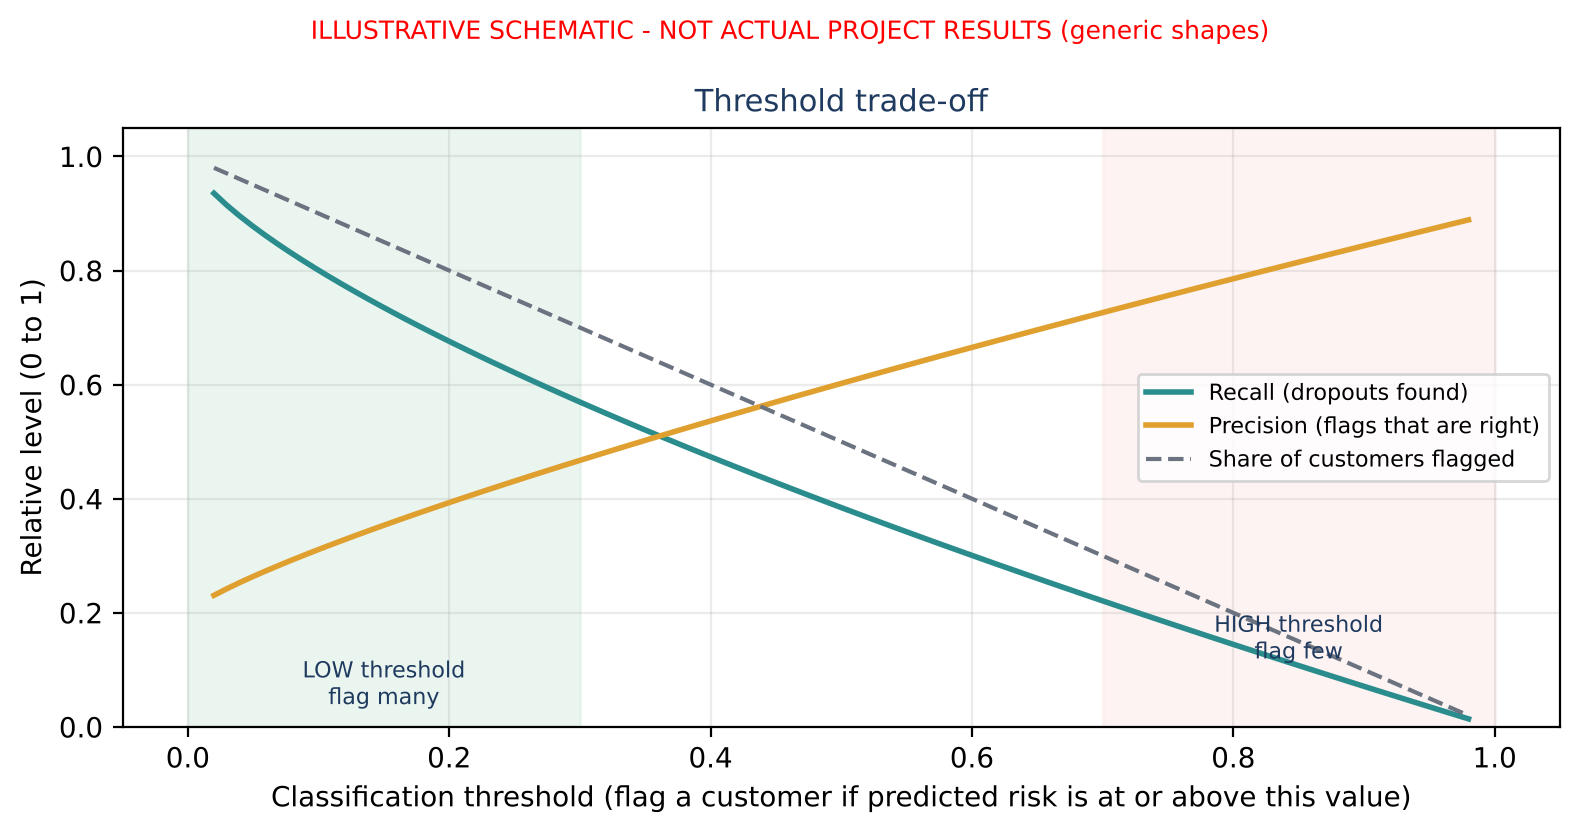 ILLUSTRATIVE SCHEMATIC - NOT ACTUAL PROJECT RESULTS (generic shapes)
Threshold trade-off
Relative level (0 to 1)
1.0
0.8
0.6
0.4
0.2
0.0
Recall (dropouts found)
Precision (flags that are right)
Share of customers flagged
HIGH threshold
flag few
LOW threshold
flag many
0.0 0.2 0.4 0.6 0.8 1.0
Classification threshold (flag a customer if predicted risk is at or above this value)